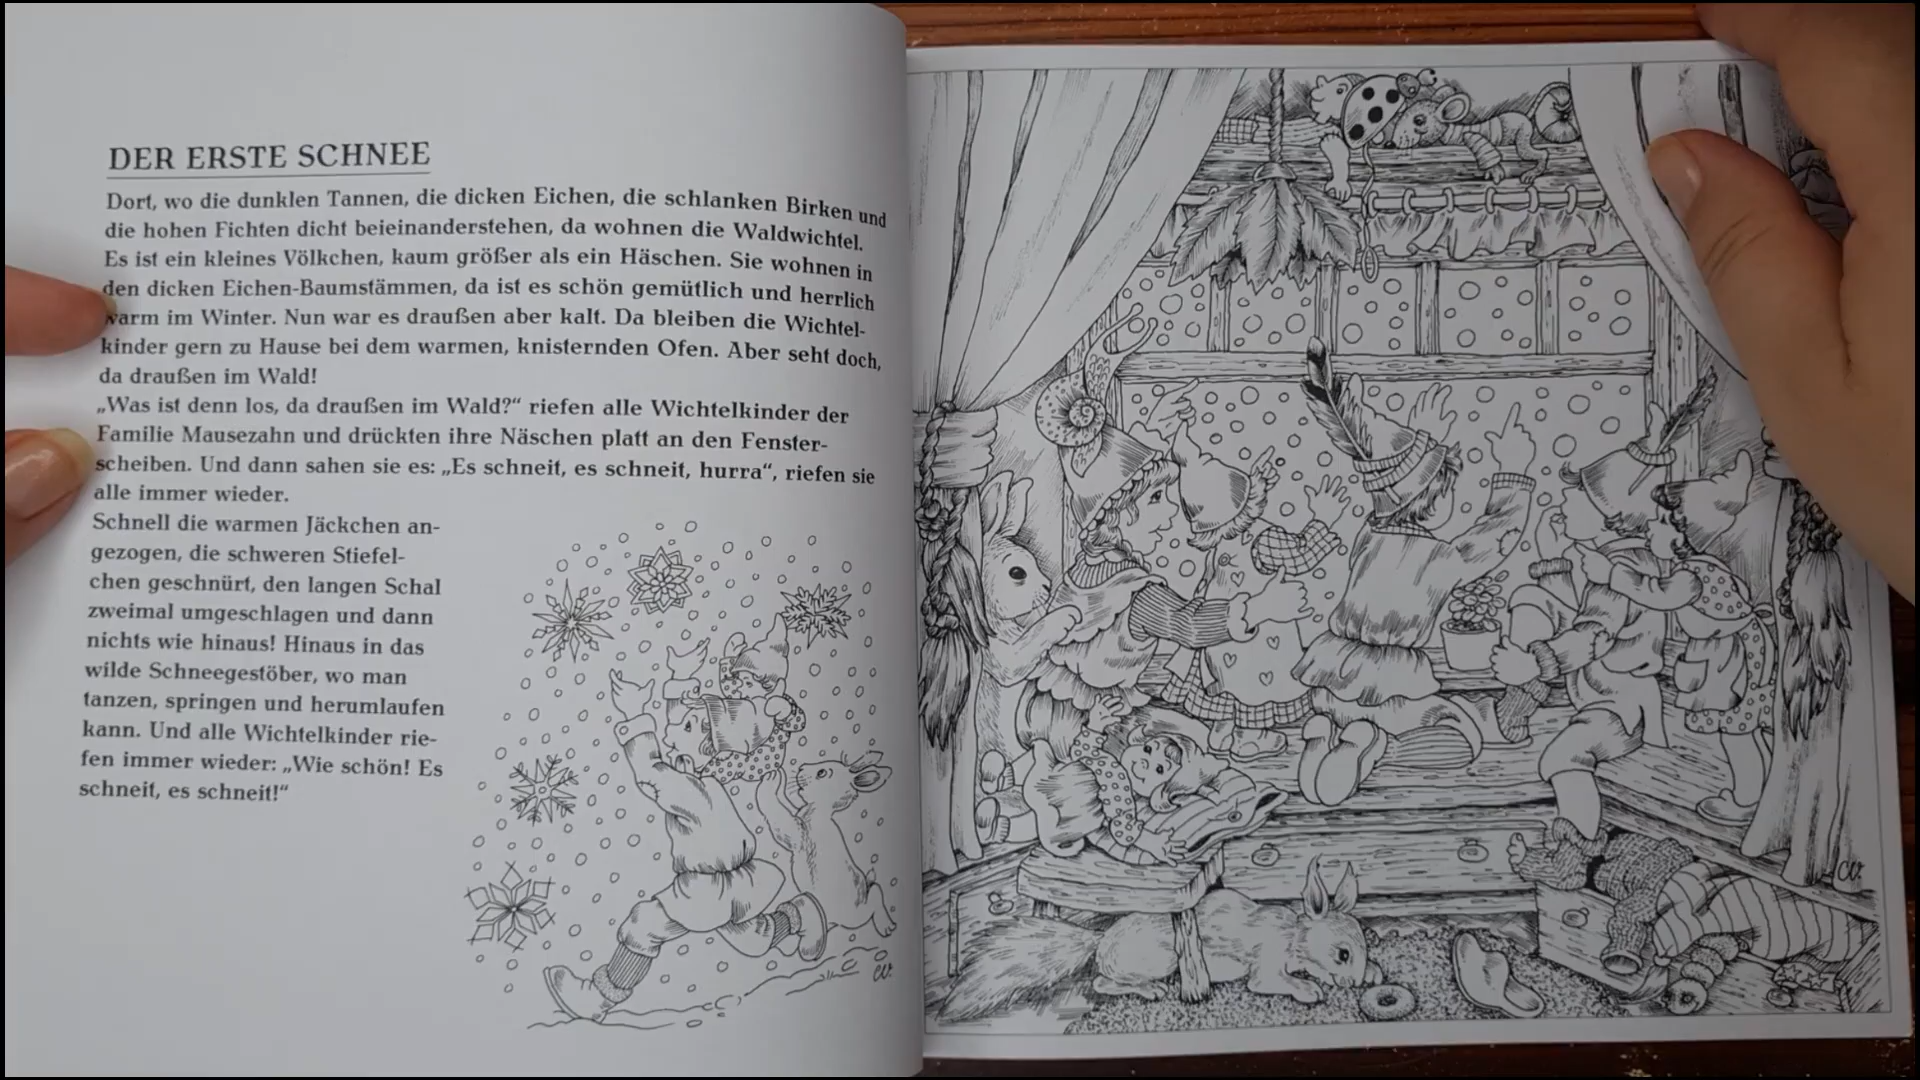 DER ERSTE SCHNEE
Dort, wo die dunklen Tannen, die dicken Eichen, die schlanken Birken und
die hohen Fichten dicht beieinanderstehen, da wohnen die Waldwichtel.
Es ist ein kleines Völkchen, kaum größer als ein Häschen. Sie wohnen in
den dicken Eichen-Baumstämmen, da ist es schön gemütlich und herrlich
warm im Winter. Nun war es draußen aber kalt. Da bleiben die Wichtel-
kinder gern zu Hause bei dem warmen, knisternden Ofen. Aber seht doch,
da draußen im Wald!
„Was ist denn los, da draußen im Wald?“ riefen alle Wichtelkinder der
Familie Mausezahn und drückten ihre Näschen platt an den Fenster-
scheiben. Und dann sahen sie es: „Es schneit, es schneit, hurra“, riefen sie
alle immer wieder.
Schnell die warmen Jäckchen an-
gezogen, die schweren Stiefel-
chen geschnürt, den langen Schal
zweimal umgeschlagen und dann
nichts wie hinaus! Hinaus in das
wilde Schneegestöber, wo man
tanzen, springen und herumlaufen
kann. Und alle Wichtelkinder rie-
fen immer wieder: „Wie schön! Es
schneit, es schneit!“